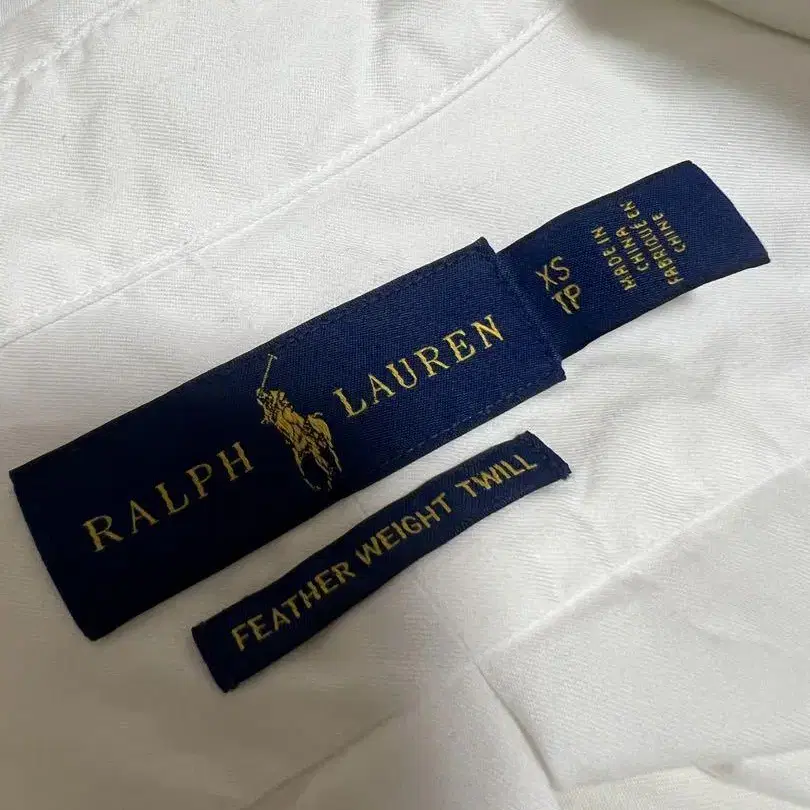 RALPH LAUREN
XS
TP
MADE IN
CHINA
FABRIQUÉ EN
CHINE
FEATHER WEIGHT TWILL